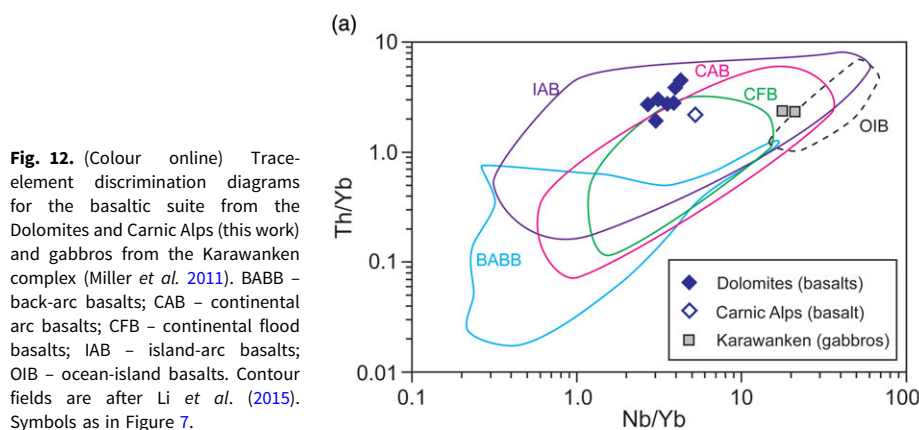 Fig. 12. (Colour online) Trace-
element discrimination diagrams
for the basaltic suite from the
Dolomites and Carnic Alps (this work)
and gabbros from the Karawanken
complex (Miller et al. 2011). BABB –
back-arc basalts; CAB – continental
arc basalts; CFB – continental flood
basalts; IAB – island-arc basalts;
OIB – ocean-island basalts. Contour
fields are after Li et al. (2015).
Symbols as in Figure 7.
(a)
10
1.0
0.1
0.01
Th/Yb
IAB
CAB
CFB
OIB
BABB
Dolomites (basalts)
Carnic Alps (basalt)
Karawanken (gabbros)
0.1
1.0
10
100
Nb/Yb